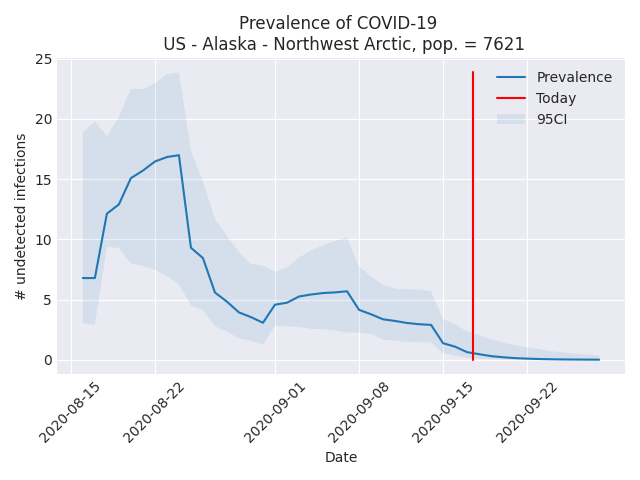 Prevalence of COVID-19
US - Alaska - Northwest Arctic, pop. = 7621
25
20
15
10
5
0
# undetected infections
Prevalence
Today
95CI
2020-08-15
2020-08-22
2020-09-01
2020-09-08
2020-09-15
2020-09-22
Date